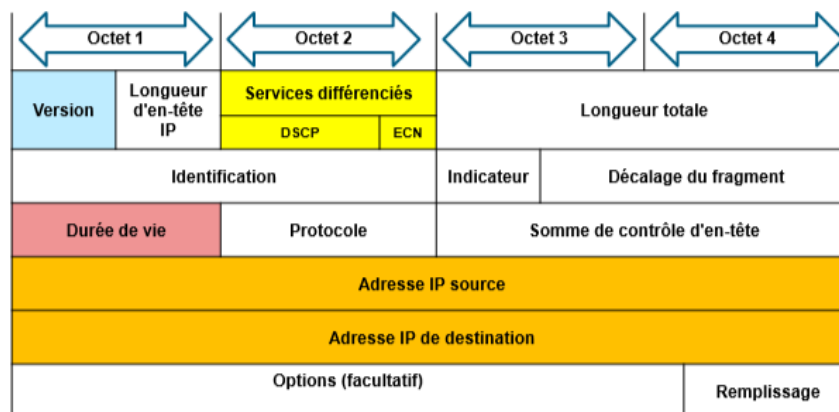 Octet 1
Octet 2
Octet 3
Octet 4
Version
Longueur
d'en-tête
IP
Services différenciés
DSCP
ECN
Longueur totale
Identification
Indicateur
Décalage du fragment
Durée de vie
Protocole
Somme de contrôle d'en-tête
Adresse IP source
Adresse IP de destination
Options (facultatif)
Remplissage